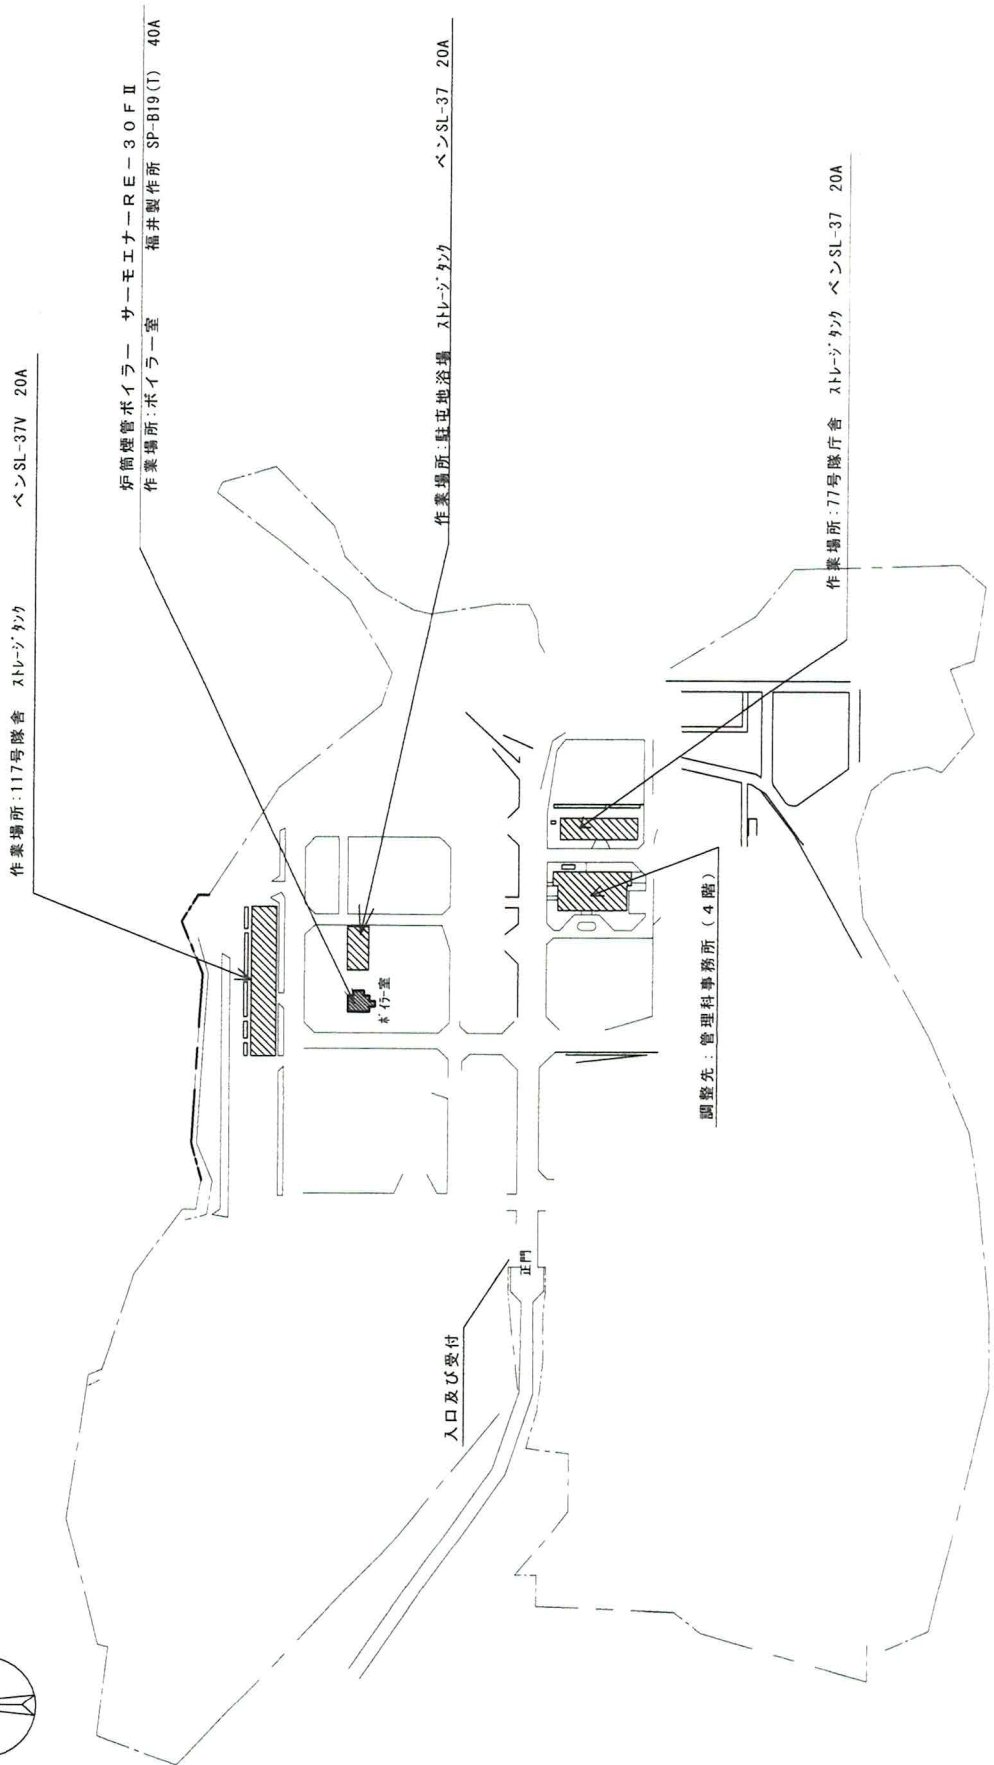 作業場所:117号隊舎　ストレージタンク　ベンSL-37V　20A
炉筒煙管ボイラー　サーモエナーRE-30FⅡ
作業場所:ボイラー室　福井製作所 SP-B19(T)　40A
作業場所:駐屯地浴場　ストレージタンク　ベンSL-37　20A
作業場所:77号隊庁舎　ストレージタンク　ベンSL-37　20A
ボイラー室
調整先:管理科事務所(4階)
正門
入口及び受付